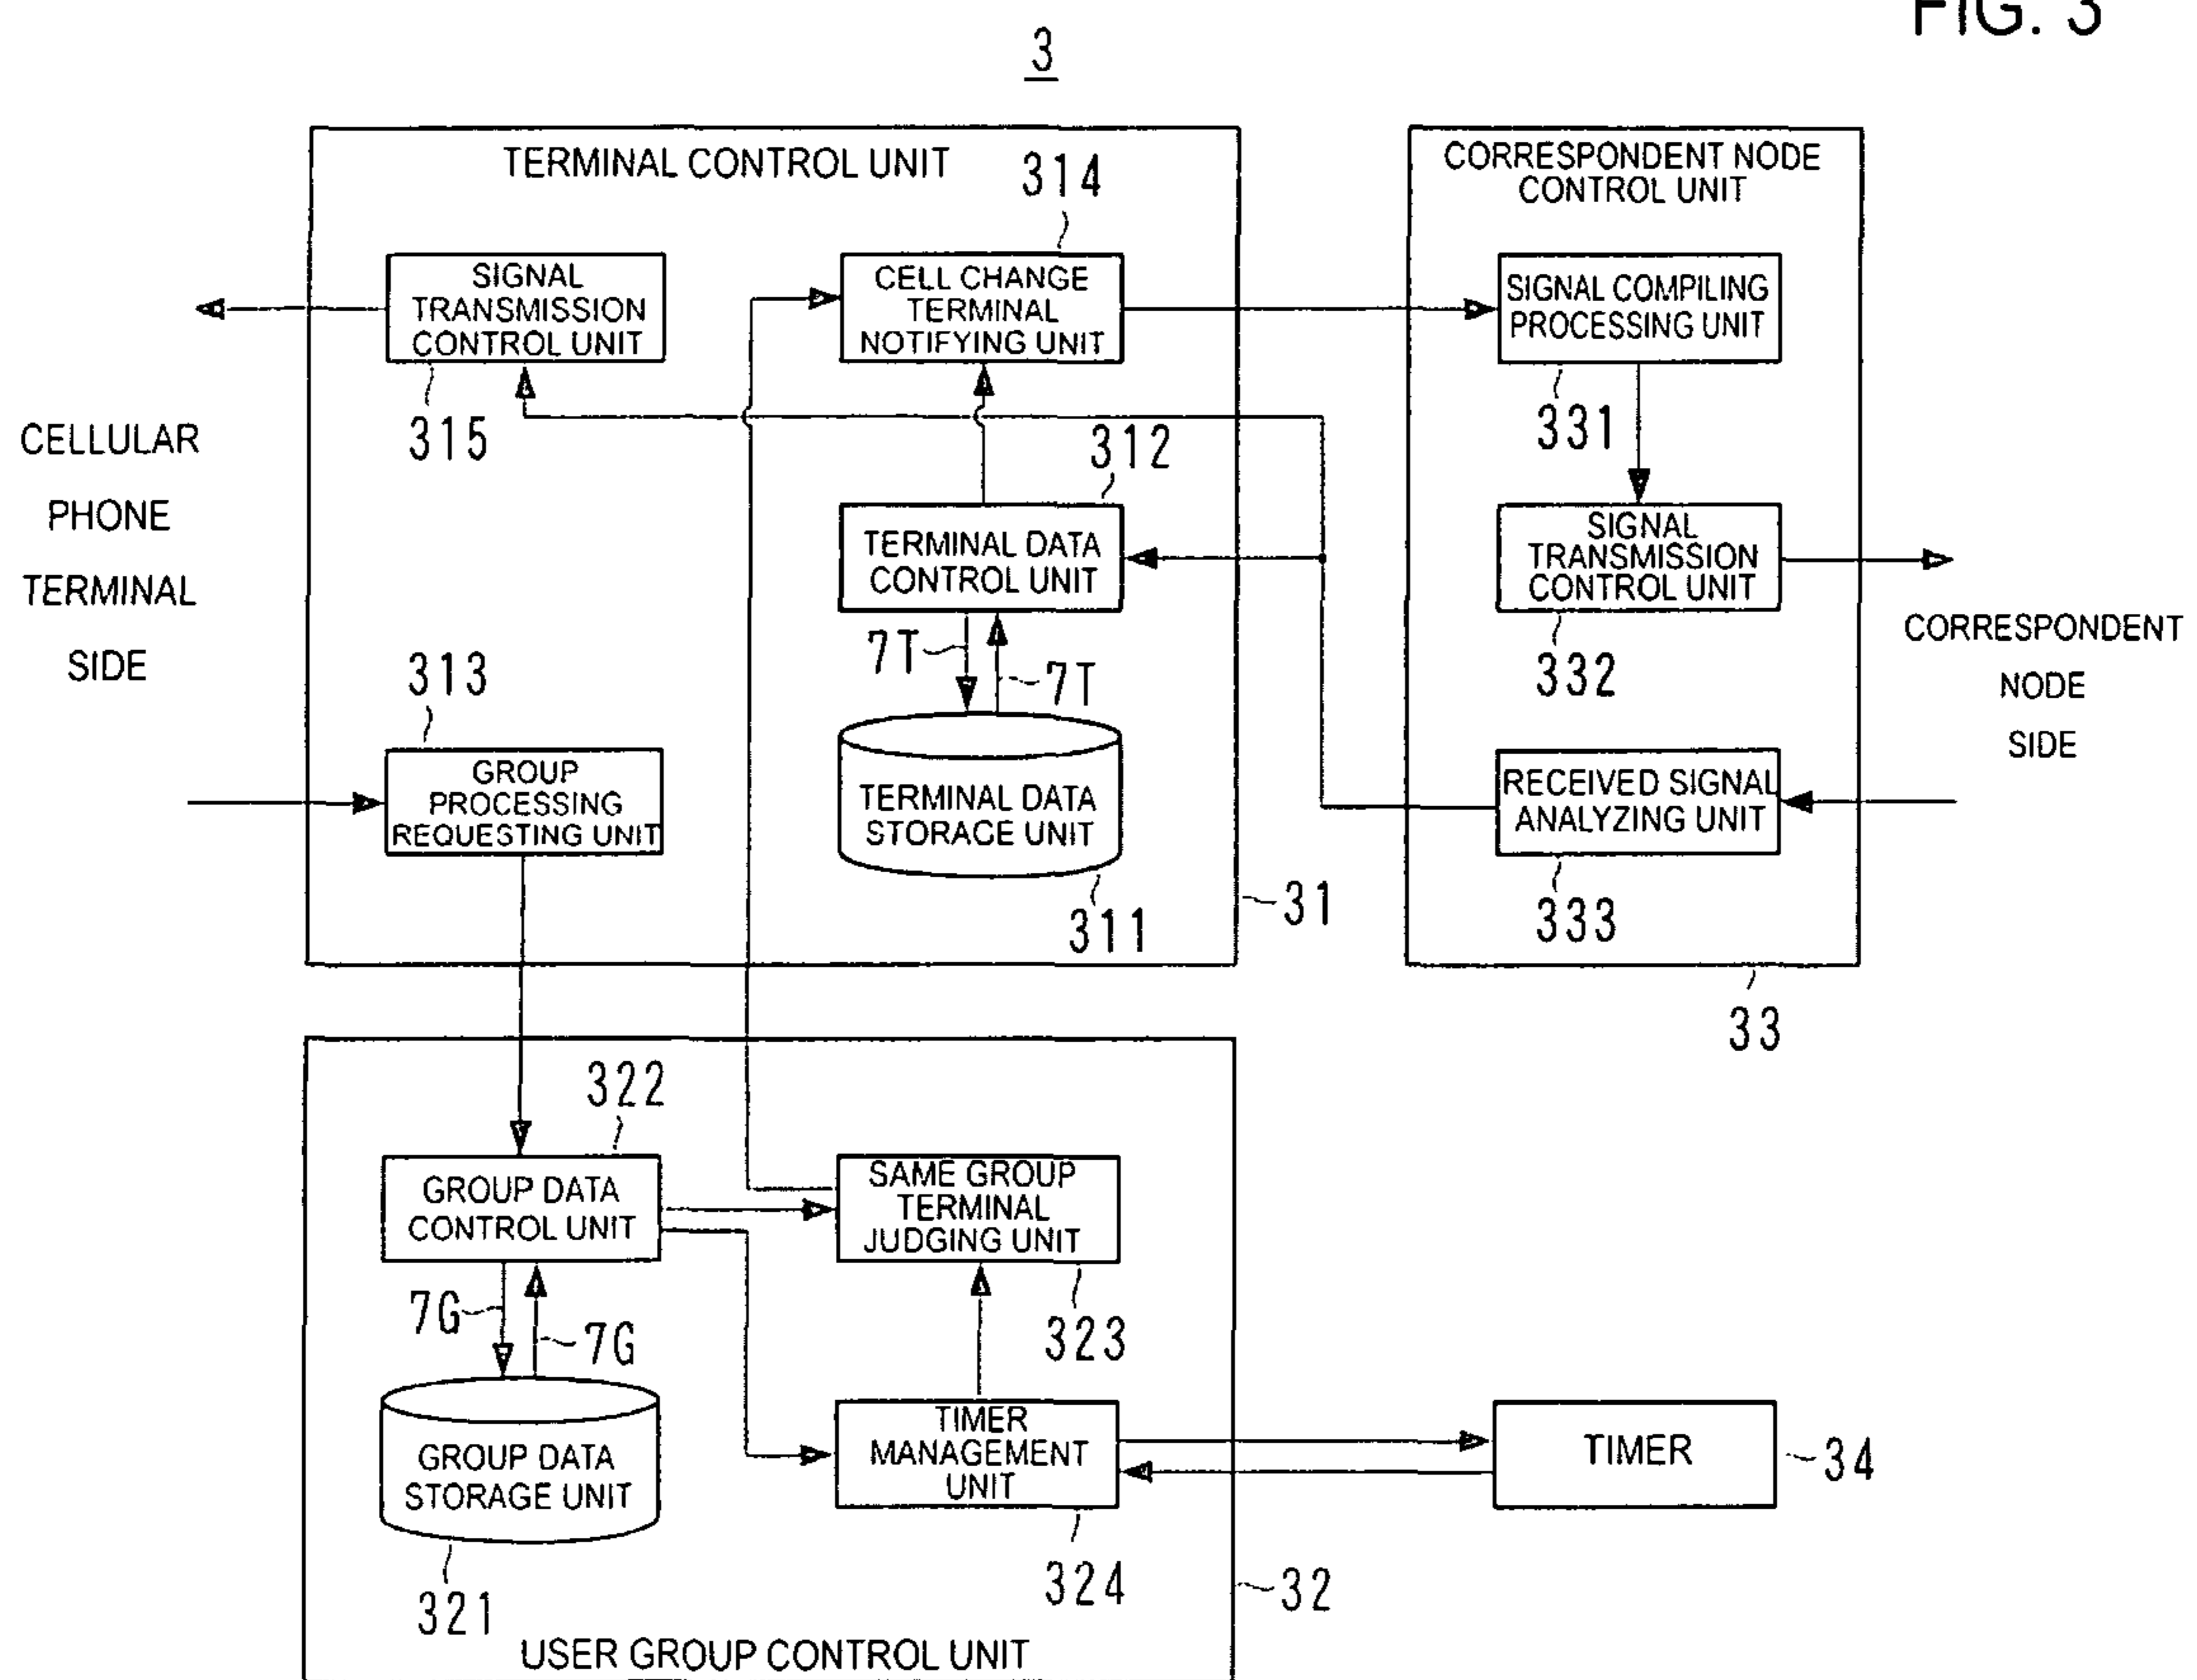 FIG. 3
3
TERMINAL CONTROL UNIT
314
SIGNAL
TRANSMISSION
CONTROL UNIT
315
CELL CHANGE
TERMINAL
NOTIFYING UNIT
312
TERMINAL DATA
CONTROL UNIT
7T
7T
TERMINAL DATA
STORAGE UNIT
311
313
GROUP
PROCESSING
REQUESTING UNIT
31
CELLULAR
PHONE
TERMINAL
SIDE
CORRESPONDENT NODE
CONTROL UNIT
SIGNAL COMPILING
PROCESSING UNIT
331
SIGNAL
TRANSMISSION
CONTROL UNIT
332
RECEIVED SIGNAL
ANALYZING UNIT
333
33
CORRESPONDENT
NODE
SIDE
322
GROUP DATA
CONTROL UNIT
7G
7G
GROUP DATA
STORAGE UNIT
321
SAME GROUP
TERMINAL
JUDGING UNIT
323
TIMER
MANAGEMENT
UNIT
324
TIMER
34
32
USER GROUP CONTROL UNIT